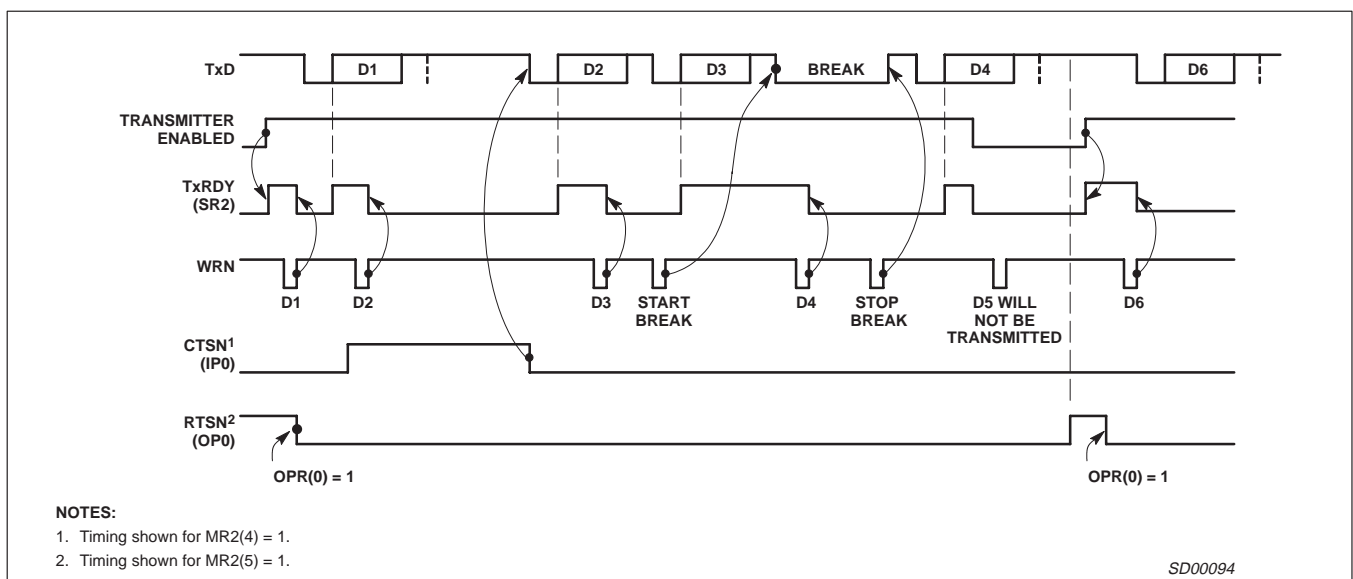 TxD
D1
D2
D3
BREAK
D4
D6
TRANSMITTER
ENABLED
TxRDY
(SR2)
WRN
D1
D2
D3
START
BREAK
D4
STOP
BREAK
D5 WILL
NOT BE
TRANSMITTED
D6
CTSN1
(IP0)
RTSN2
(OP0)
OPR(0) = 1
OPR(0) = 1
NOTES:
1. Timing shown for MR2(4) = 1.
2. Timing shown for MR2(5) = 1.
SD00094